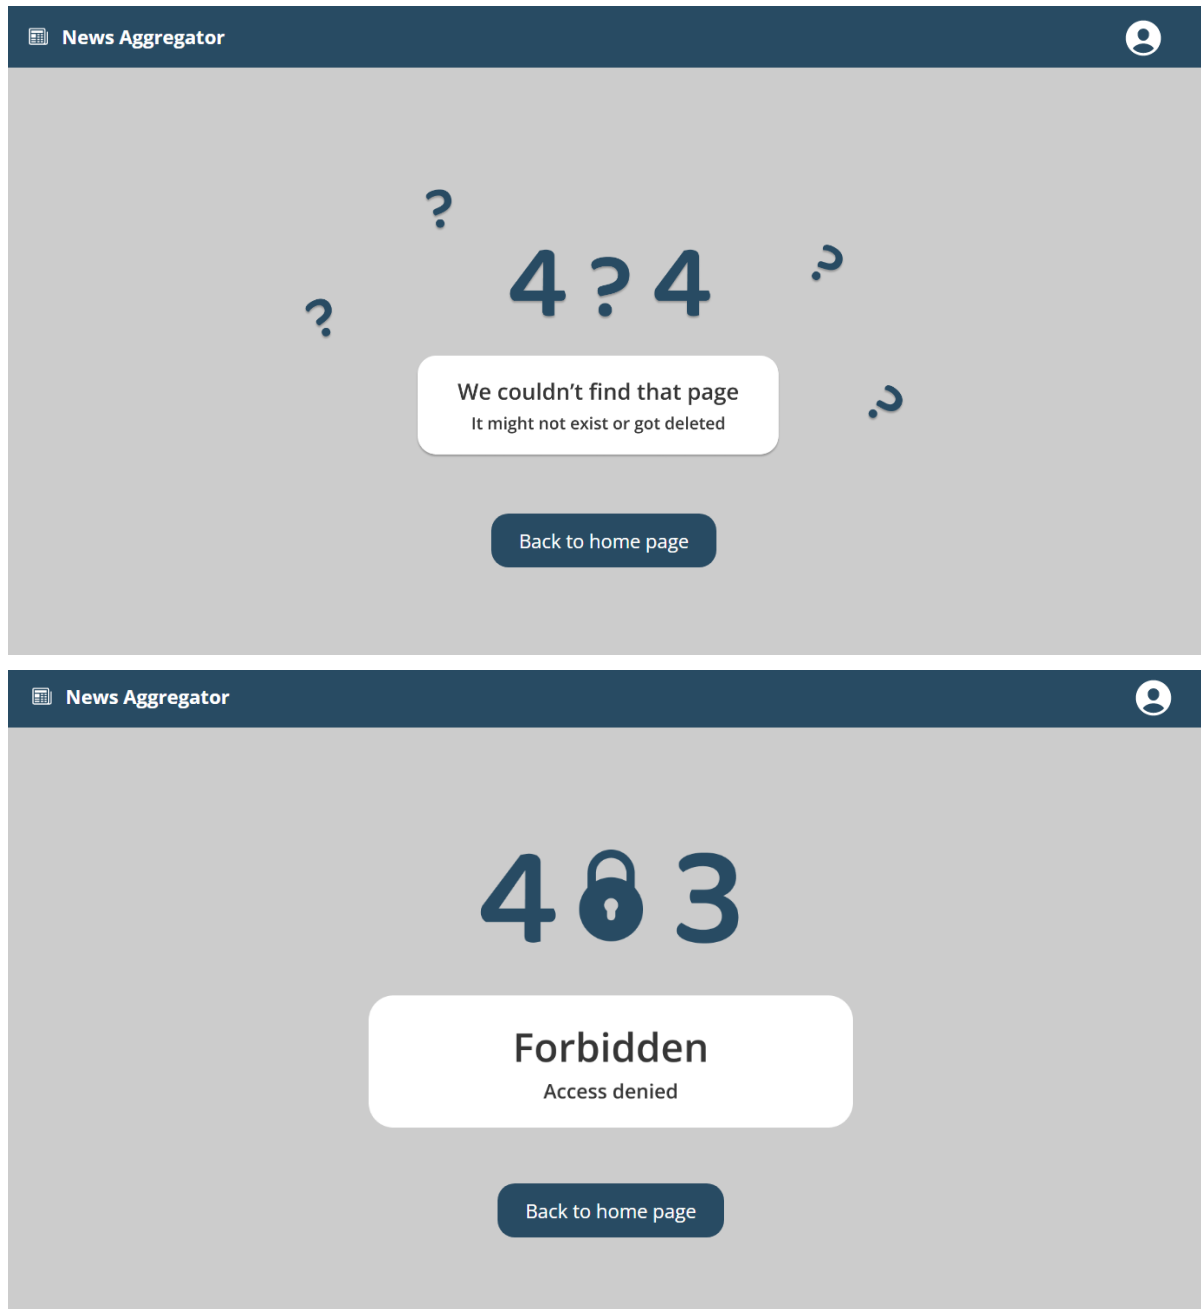 News Aggregator
?
?
4?4
?
We couldn't find that page
It might not exist or got deleted
?
Back to home page
News Aggregator
4 3
Forbidden
Access denied
Back to home page